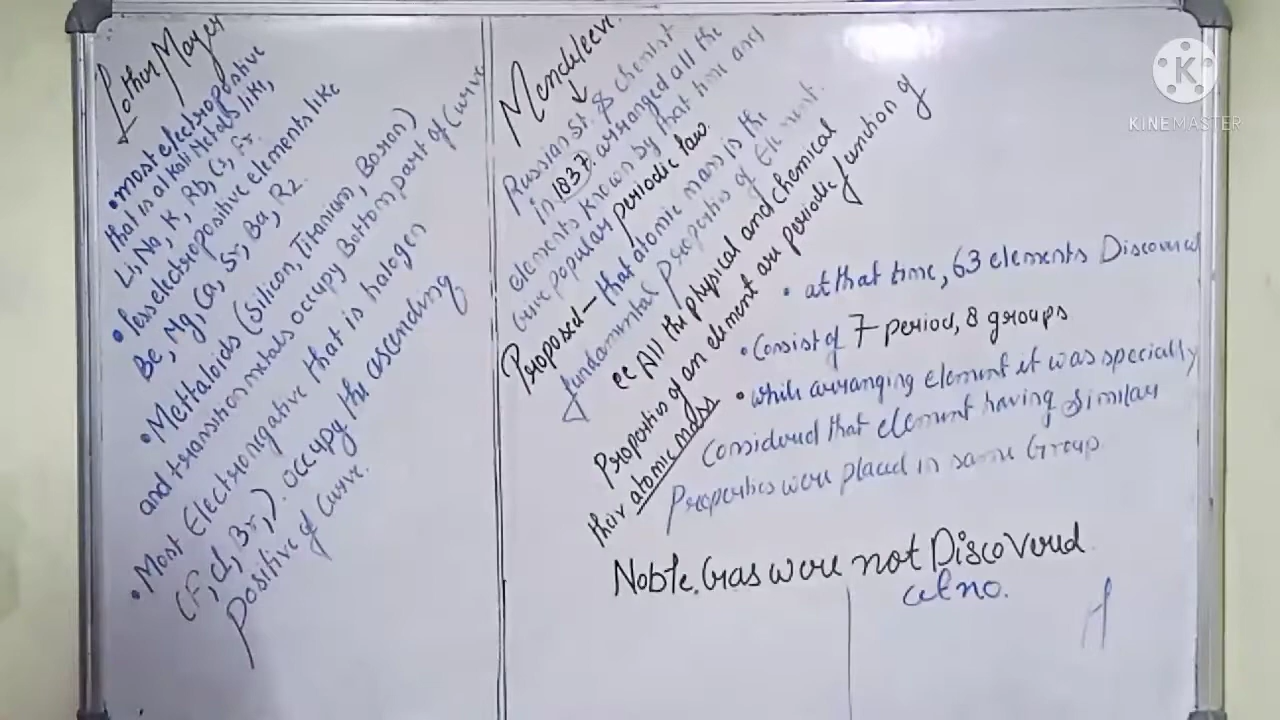 Lother Mayer
• most electropositive
that is alkali Metals like,
Li, Na, K, Rb, Cs, Fr.
• less electropositive elements like
Be, Mg, Ca, Sr, Ba, Ra.
• Mettaloids (Silicon, Titanium, Boron)
and transition metals occupy Bottom part of Curve
• Most Electronegative that is halogen
(F, Cl, Br, ). occupy the ascending
positive of Curve.
Mendeleev.
Russian st. & chemist
in 1837. arranged all the
elements known by that time and
Give popular periodic law.
Proposed - that atomic mass is the
fundamental properties of Element.
"All the physical and chemical
Properties of an element are periodic function of
their atomic mass
• at that time, 63 elements Discovered
• Consist of 7 period, 8 groups
• while arranging element it was specially
Considered that element having similar
Properties were placed in same Group
Noble. Gas were not Discovered.
at no.
KINEMASTER